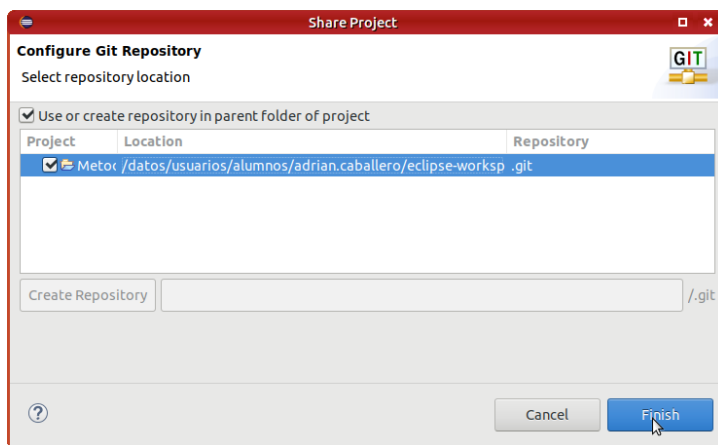 Share Project
Configure Git Repository
GIT
Select repository location
Use or create repository in parent folder of project
Project Location Repository
Metoc /datos/usuarios/alumnos/adrian.caballero/eclipse-worksp .git
Create Repository /.git
? Cancel Finish